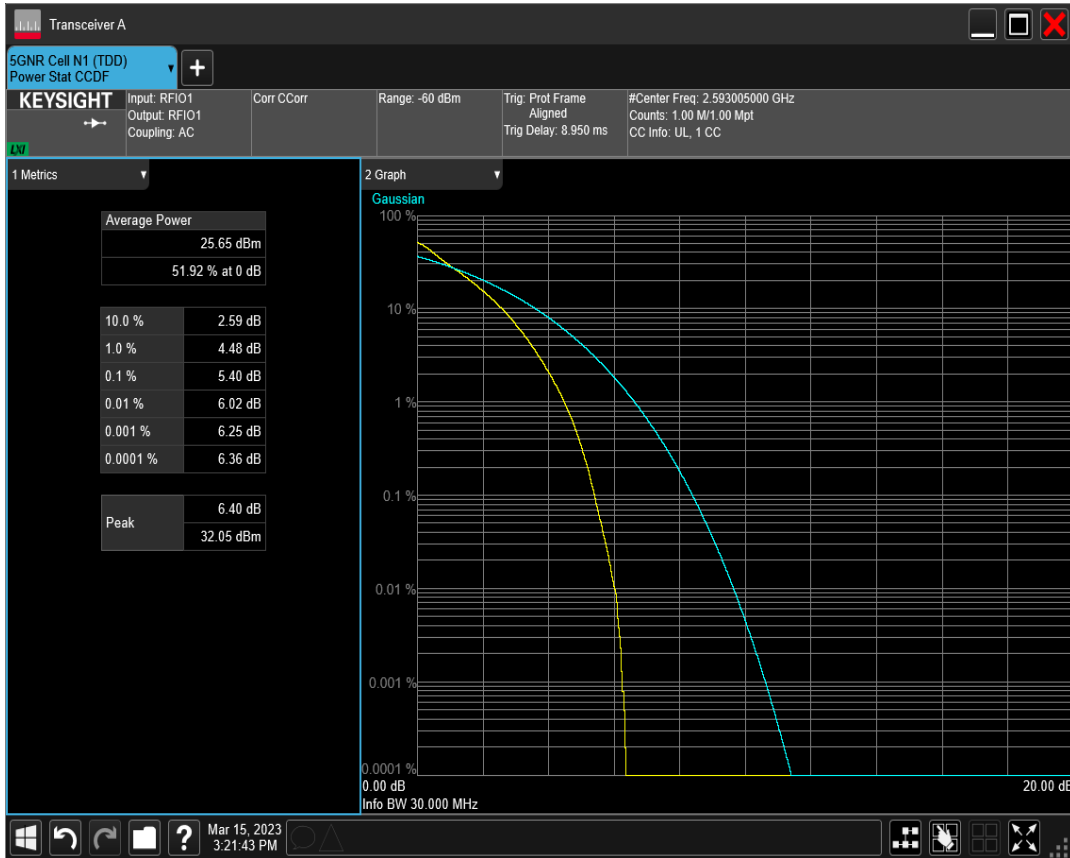 Transceiver A
5GNR Cell N1 (TDD)
Power Stat CCDF
+
KEYSIGHT
LXI
Input: RFIO1
Output: RFIO1
Coupling: AC
Corr CCorr
Range: -60 dBm
Trig: Prot Frame
Aligned
Trig Delay: 8.950 ms
#Center Freq: 2.593005000 GHz
Counts: 1.00 M/1.00 Mpt
CC Info: UL, 1 CC
1 Metrics
Average Power
25.65 dBm
51.92 % at 0 dB
10.0 % 2.59 dB
1.0 % 4.48 dB
0.1 % 5.40 dB
0.01 % 6.02 dB
0.001 % 6.25 dB
0.0001 % 6.36 dB
Peak
6.40 dB
32.05 dBm
2 Graph
Gaussian
100 %
10 %
1 %
0.1 %
0.01 %
0.001 %
0.0001 %
0.00 dB 20.00 dB
Info BW 30.000 MHz
?
Mar 15, 2023
3:21:43 PM